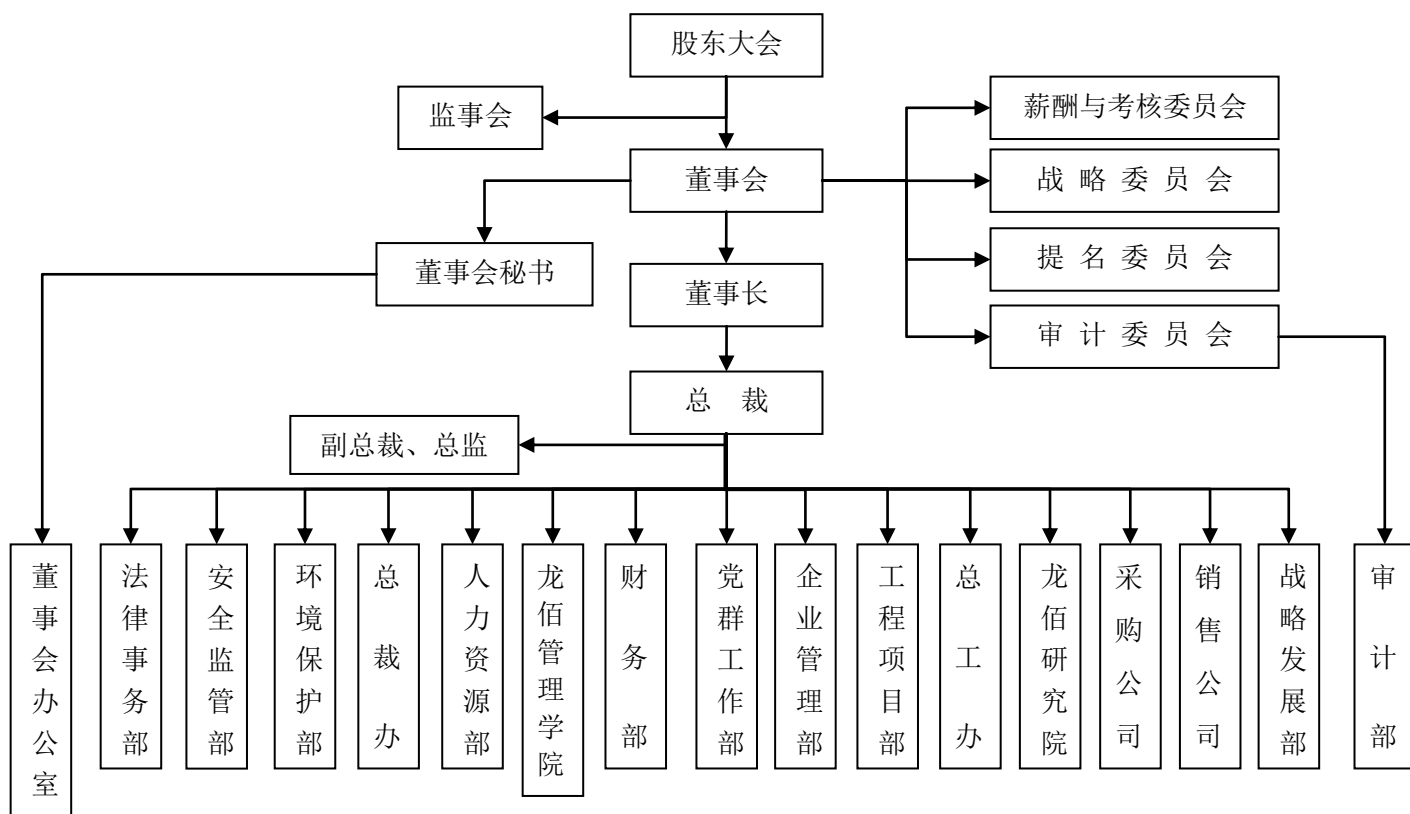 股东大会
监事会
薪酬与考核委员会
董事会
战略委员会
董事会秘书
董事长
提名委员会
审计委员会
总裁
副总裁、总监
董事会办公室
法律事务部
安全监管部
环境保护部
总裁办
人力资源部
龙佰管理学院
财务部
党群工作部
企业管理部
工程项目部
总工办
龙佰研究院
采购公司
销售公司
战略发展部
审计部